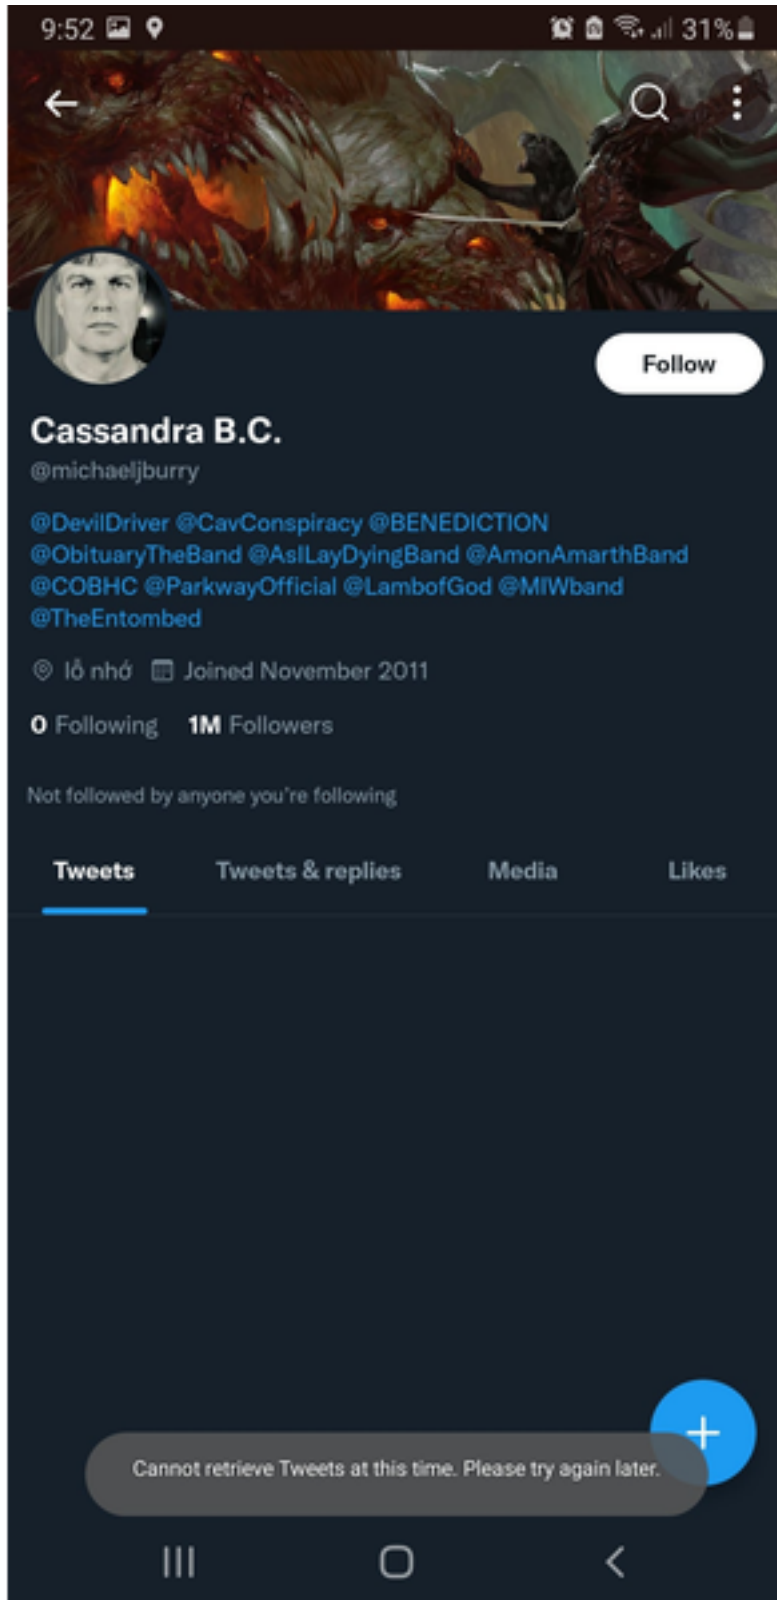 9:52 31%
Follow
Cassandra B.C.
@michaeljburry
@DevilDriver @CavConspiracy @BENEDICTION
@ObituaryTheBand @AsILayDyingBand @AmonAmarthBand
@COBHC @ParkwayOfficial @LambofGod @MIWband
@TheEntombed
lỗ nhớ Joined November 2011
0 Following 1M Followers
Not followed by anyone you're following
Tweets Tweets & replies Media Likes
Cannot retrieve Tweets at this time. Please try again later.